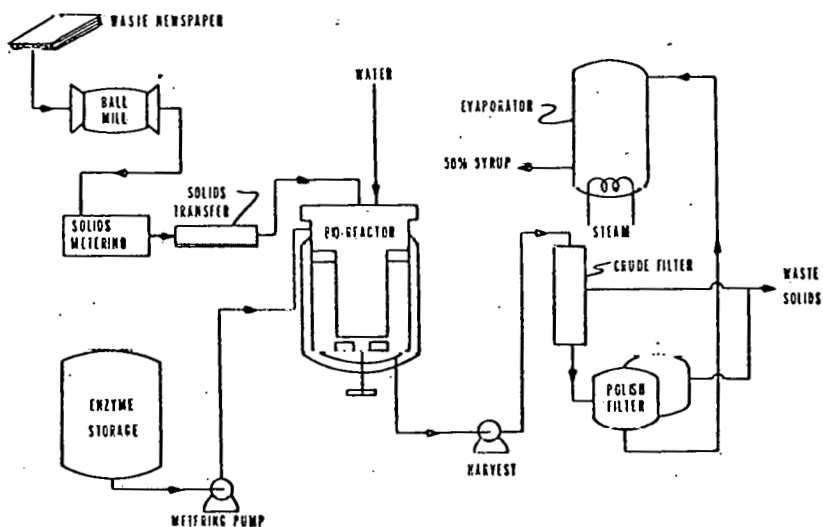 WASTE NEWSPAPER
BALL
MILL
WATER
EVAPORATOR
50% SYRUP
STEAM
SOLIDS
TRANSFER
SOLIDS
METERING
BIO-REACTOR
CRUDE FILTER
WASTE
SOLIDS
POLISH
FILTER
ENZYME
STORAGE
HARVEST
METERING PUMP